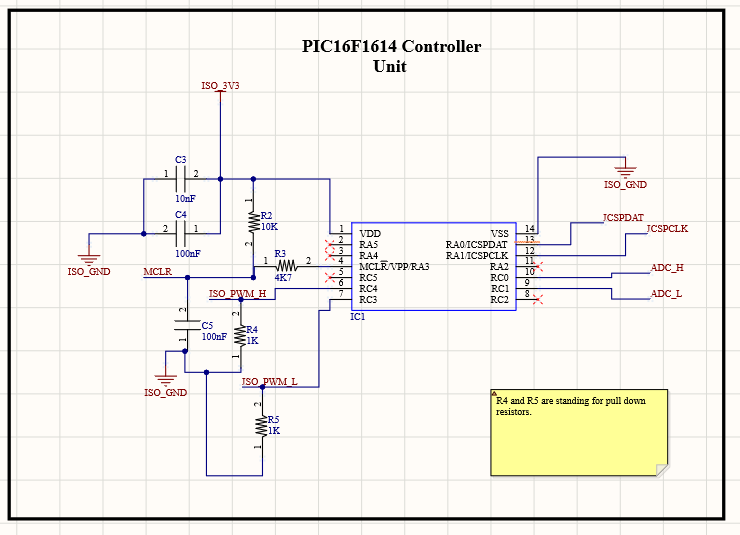 PIC16F1614 Controller
Unit
ISO_3V3
C3
1 2
10nF
C4
2 1
100nF
ISO_GND
1
R2
10K
2
R3
1 2
4K7
MCLR
ISO_PWM_H
2
C5
100nF
1
ISO_GND
2
R4
1K
1
ISO_PWM_L
2
R5
1K
1
1 VDD
2 RA5
3 RA4
4 MCLR/VPP/RA3
5 RC5
6 RC4
7 RC3
VSS 14
RA0/ICSPDAT 13
RA1/ICSPCLK 12
RA2 11
RC0 10
RC1 9
RC2 8
IC1
ISO_GND
ICSPDAT
ICSPCLK
ADC_H
ADC_L
R4 and R5 are standing for pull down
resistors.